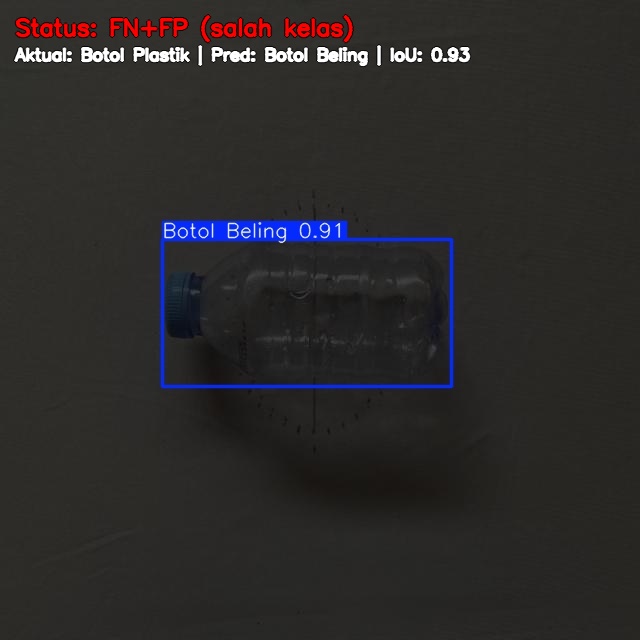 Status: FN+FP (salah kelas)
Aktual: Botol Plastik | Pred: Botol Beling | IoU: 0.93
Botol Beling 0.91